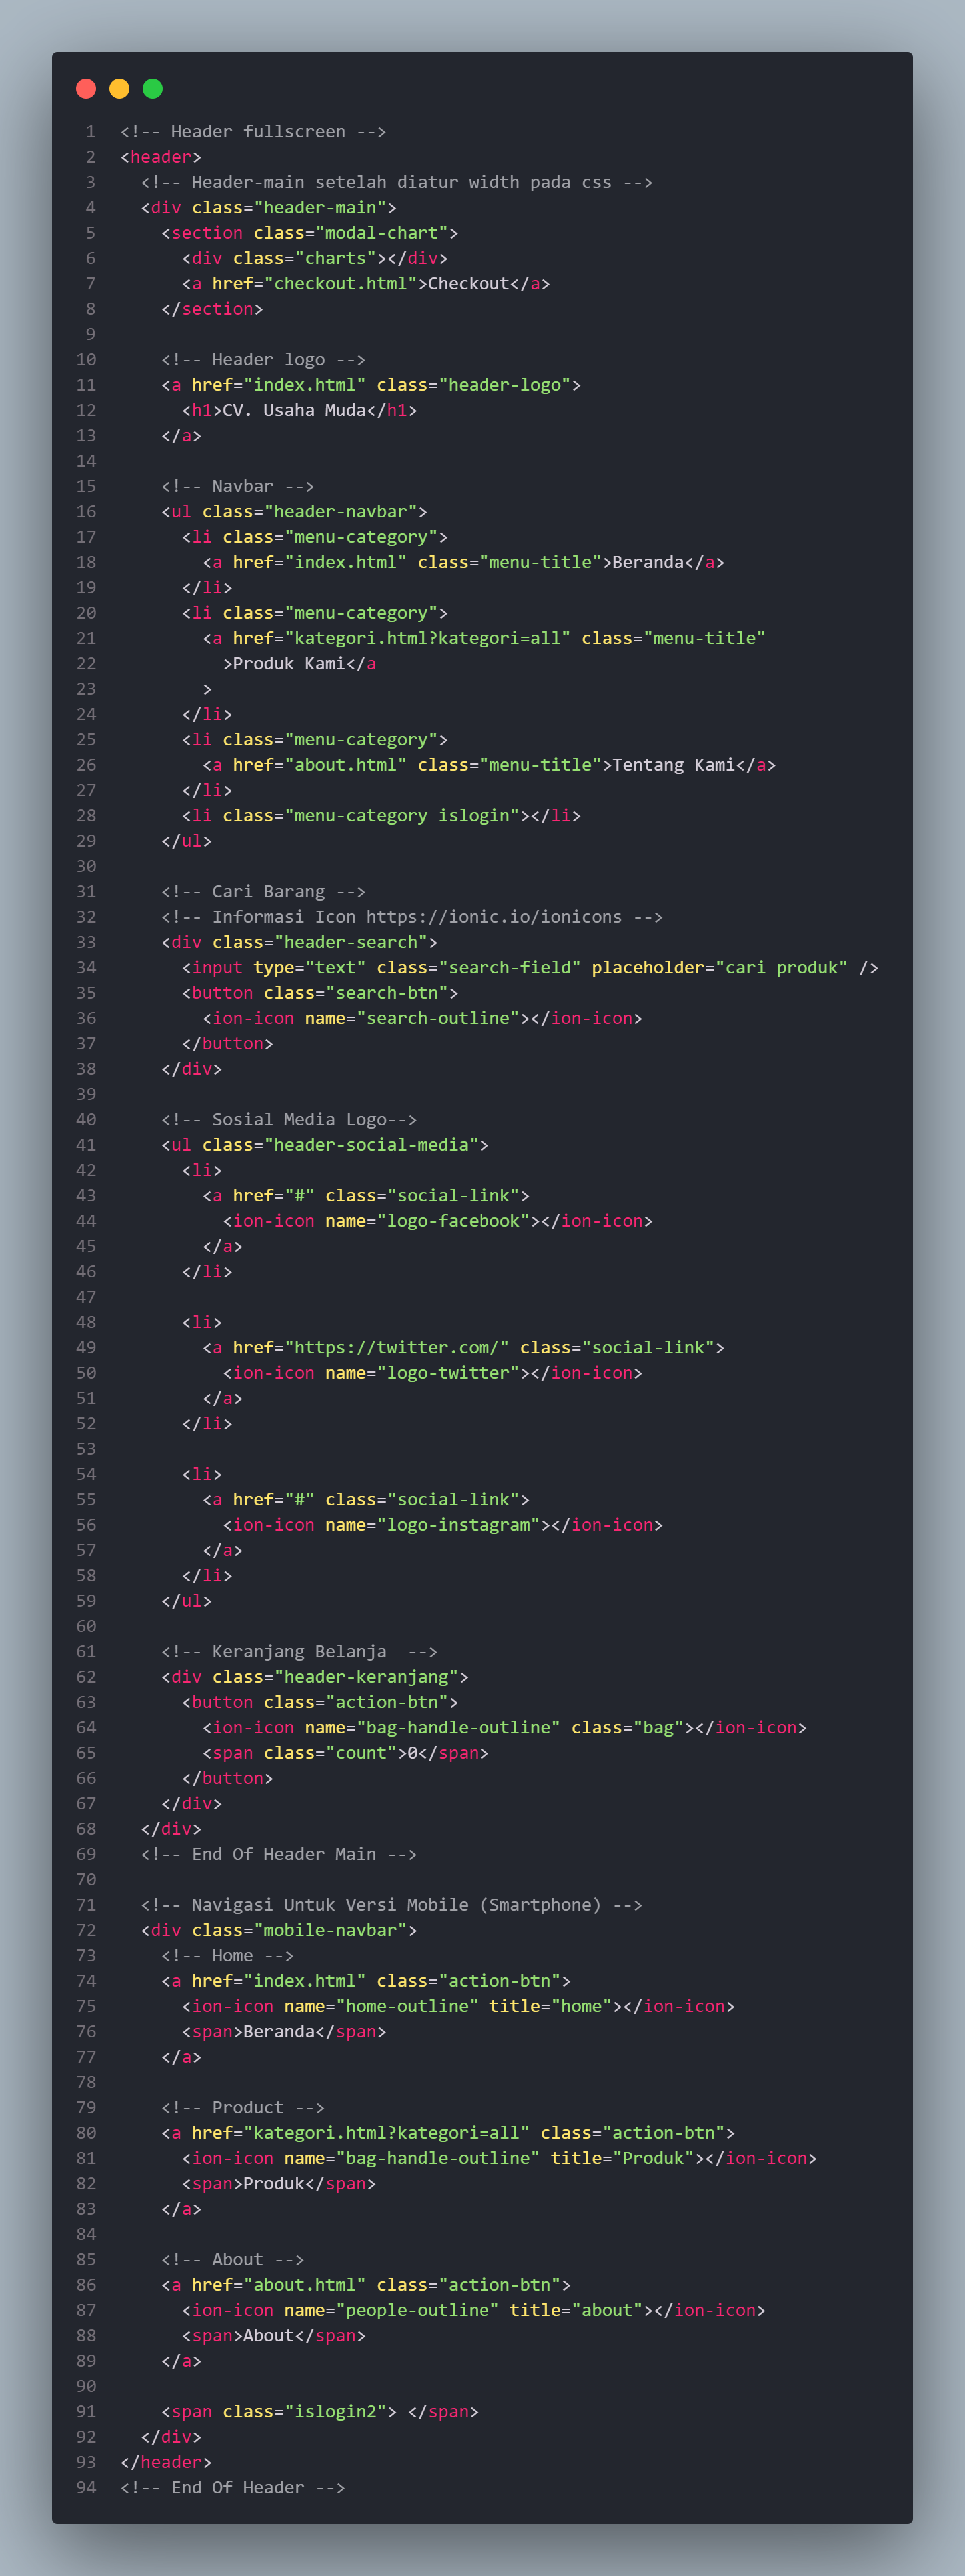 1 <!-- Header fullscreen -->
2 <header>
3   <!-- Header-main setelah diatur width pada css -->
4   <div class="header-main">
5     <section class="modal-chart">
6       <div class="charts"></div>
7       <a href="checkout.html">Checkout</a>
8     </section>
9
10     <!-- Header logo -->
11     <a href="index.html" class="header-logo">
12       <h1>CV. Usaha Muda</h1>
13     </a>
14
15     <!-- Navbar -->
16     <ul class="header-navbar">
17       <li class="menu-category">
18         <a href="index.html" class="menu-title">Beranda</a>
19       </li>
20       <li class="menu-category">
21         <a href="kategori.html?kategori=all" class="menu-title"
22           >Produk Kami</a
23         >
24       </li>
25       <li class="menu-category">
26         <a href="about.html" class="menu-title">Tentang Kami</a>
27       </li>
28       <li class="menu-category islogin"></li>
29     </ul>
30
31     <!-- Cari Barang -->
32     <!-- Informasi Icon https://ionic.io/ionicons -->
33     <div class="header-search">
34       <input type="text" class="search-field" placeholder="cari produk" />
35       <button class="search-btn">
36         <ion-icon name="search-outline"></ion-icon>
37       </button>
38     </div>
39
40     <!-- Sosial Media Logo-->
41     <ul class="header-social-media">
42       <li>
43         <a href="#" class="social-link">
44           <ion-icon name="logo-facebook"></ion-icon>
45         </a>
46       </li>
47
48       <li>
49         <a href="https://twitter.com/" class="social-link">
50           <ion-icon name="logo-twitter"></ion-icon>
51         </a>
52       </li>
53
54       <li>
55         <a href="#" class="social-link">
56           <ion-icon name="logo-instagram"></ion-icon>
57         </a>
58       </li>
59     </ul>
60
61     <!-- Keranjang Belanja  -->
62     <div class="header-keranjang">
63       <button class="action-btn">
64         <ion-icon name="bag-handle-outline" class="bag"></ion-icon>
65         <span class="count">0</span>
66       </button>
67     </div>
68   </div>
69   <!-- End Of Header Main -->
70
71   <!-- Navigasi Untuk Versi Mobile (Smartphone) -->
72   <div class="mobile-navbar">
73     <!-- Home -->
74     <a href="index.html" class="action-btn">
75       <ion-icon name="home-outline" title="home"></ion-icon>
76       <span>Beranda</span>
77     </a>
78
79     <!-- Product -->
80     <a href="kategori.html?kategori=all" class="action-btn">
81       <ion-icon name="bag-handle-outline" title="Produk"></ion-icon>
82       <span>Produk</span>
83     </a>
84
85     <!-- About -->
86     <a href="about.html" class="action-btn">
87       <ion-icon name="people-outline" title="about"></ion-icon>
88       <span>About</span>
89     </a>
90
91     <span class="islogin2"> </span>
92   </div>
93 </header>
94 <!-- End Of Header -->